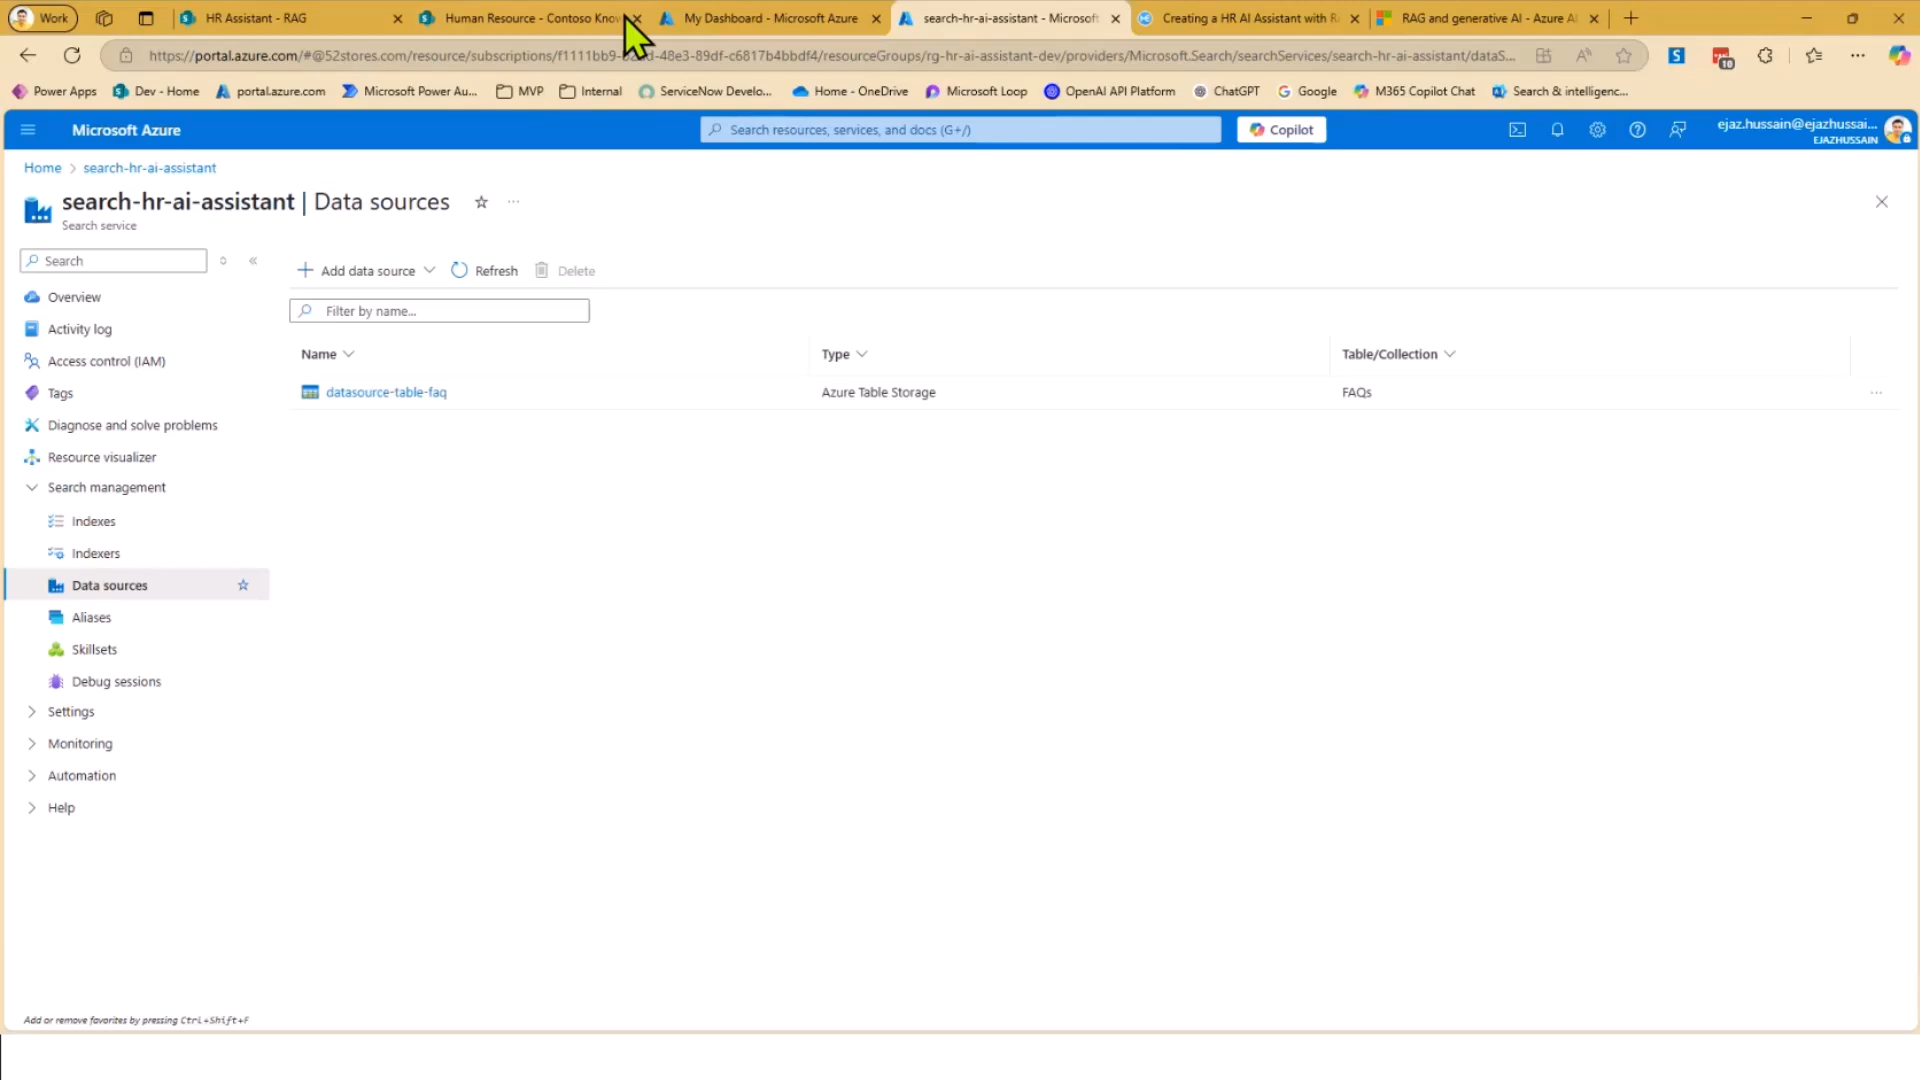 Work
HR Assistant - RAG
Human Resource - Contoso Know
My Dashboard - Microsoft Azure
search-hr-ai-assistant - Microsoft
Creating a HR AI Assistant with R
RAG and generative AI - Azure AI
portal.azure.com/#@52stores.com/resource/subscriptions/
-48e3-89df-c6817b4bbdf4/resourceGroups/rg-hr-ai-assistant-dev/providers/Microsoft.Search/searchServices/search-hr-ai-assistant/dataS...
10
Power Apps
Dev - Home
portal.azure.com
Microsoft Power Au...
MVP
Internal
ServiceNow Develo...
Home - OneDrive
Microsoft Loop
OpenAI API Platform
ChatGPT
Google
M365 Copilot Chat
Search & intelligenc...
Microsoft Azure
Search resources, services, and docs (G+/)
Copilot
ejaz.hussain@ejazhussai...
EJAZHUSSAIN
Home > search-hr-ai-assistant
search-hr-ai-assistant | Data sources
Search service
Search
Overview
Activity log
Access control (IAM)
Tags
Diagnose and solve problems
Resource visualizer
Search management
Indexes
Indexers
Data sources
Aliases
Skillsets
Debug sessions
Settings
Monitoring
Automation
Help
Add or remove favorites by pressing Ctrl+Shift+F
Add data source
Refresh
Delete
Filter by name...
Name
Type
Table/Collection
datasource-table-faq
Azure Table Storage
FAQs